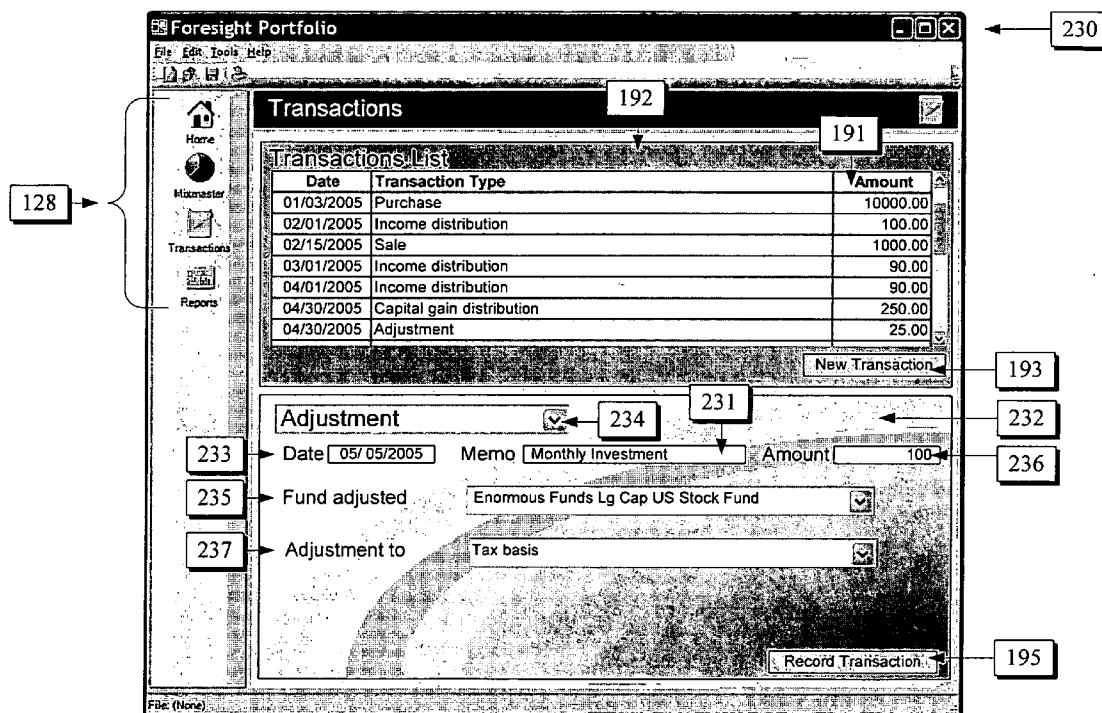 Foresight Portfolio
230
File Edit Tools Help
192
Transactions
191
Home
Transactions List
Date Transaction Type Amount
Mixmaster
01/03/2005 Purchase 10000.00
128
02/01/2005 Income distribution 100.00
02/15/2005 Sale 1000.00
Transactions
03/01/2005 Income distribution 90.00
04/01/2005 Income distribution 90.00
Reports
04/30/2005 Capital gain distribution 250.00
04/30/2005 Adjustment 25.00
New Transaction 193
231
Adjustment 234 232
233 Date 05/ 05/2005 Memo Monthly Investment Amount 100 236
235 Fund adjusted Enormous Funds Lg Cap US Stock Fund
237 Adjustment to Tax basis
Record Transaction 195
File: (None)